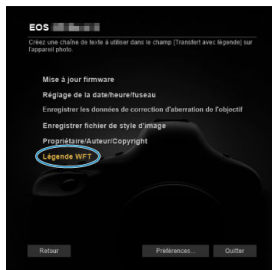 EOS
Créez une chaîne de texte à utiliser dans le champ (Transfert avec légende) sur
l'appareil photo.
Mise à jour firmware
Réglage de la date/heure/fuseau
Enregistrer les données de correction d'aberration de l'objectif
Enregistrer fichier de style d'image
Propriétaire/Auteur/Copyright
Légende WFT
Retour
Préférences...
Quitter